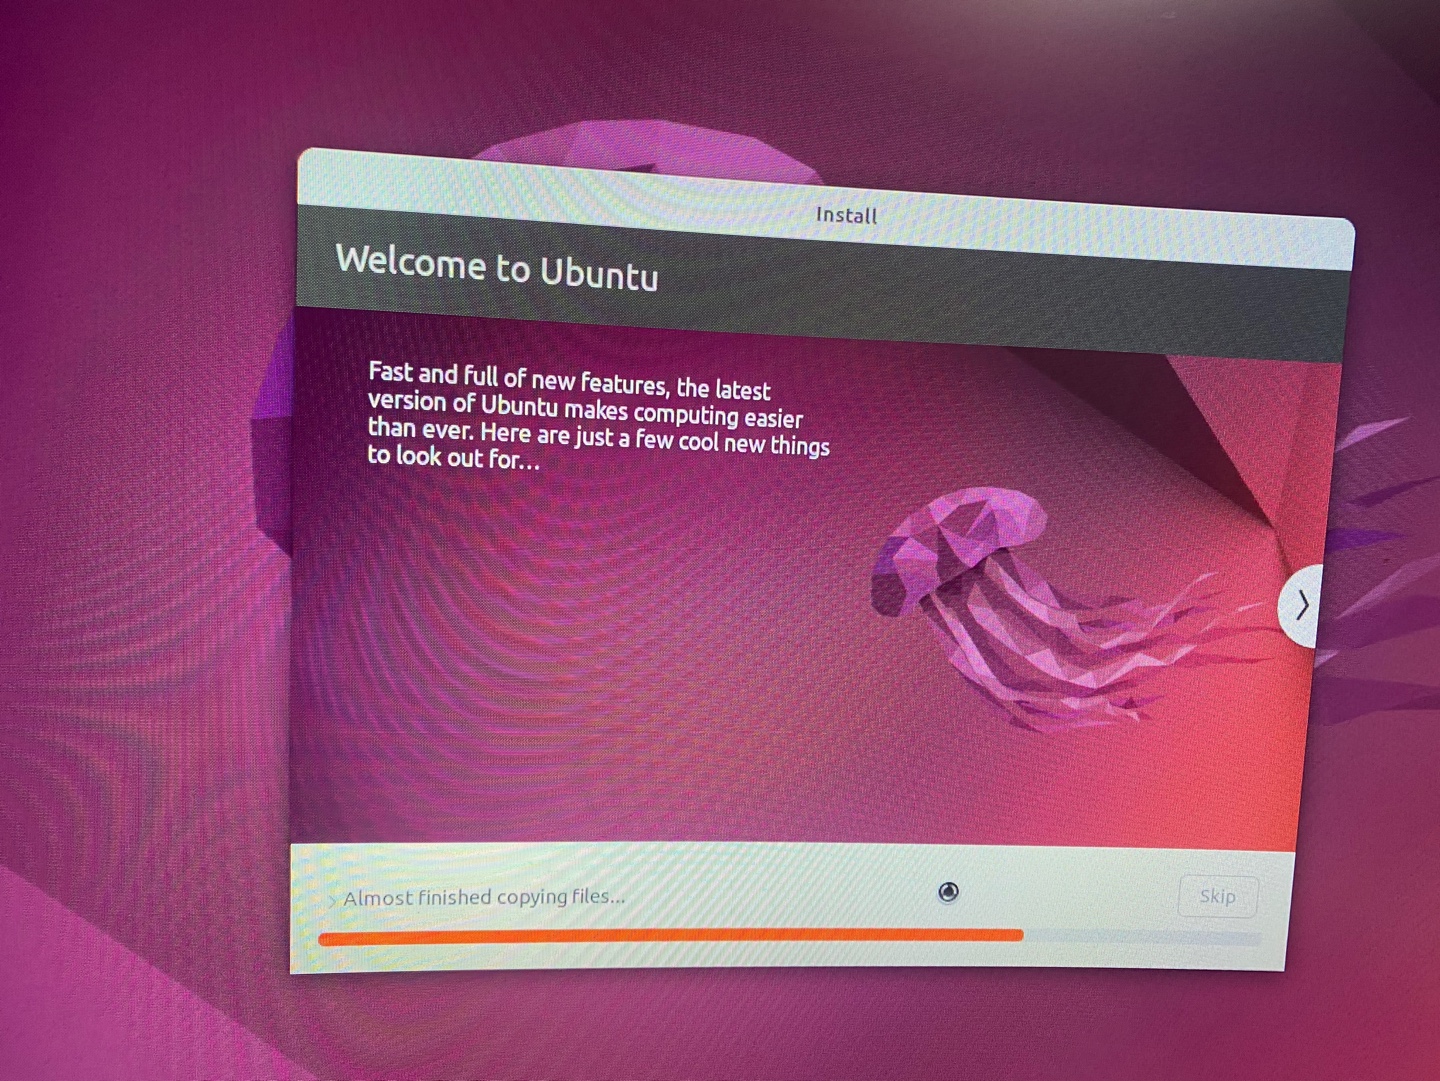 Install
Welcome to Ubuntu
Fast and full of new features, the latest
version of Ubuntu makes computing easier
than ever. Here are just a few cool new things
to look out for...
Almost finished copying files...
Skip